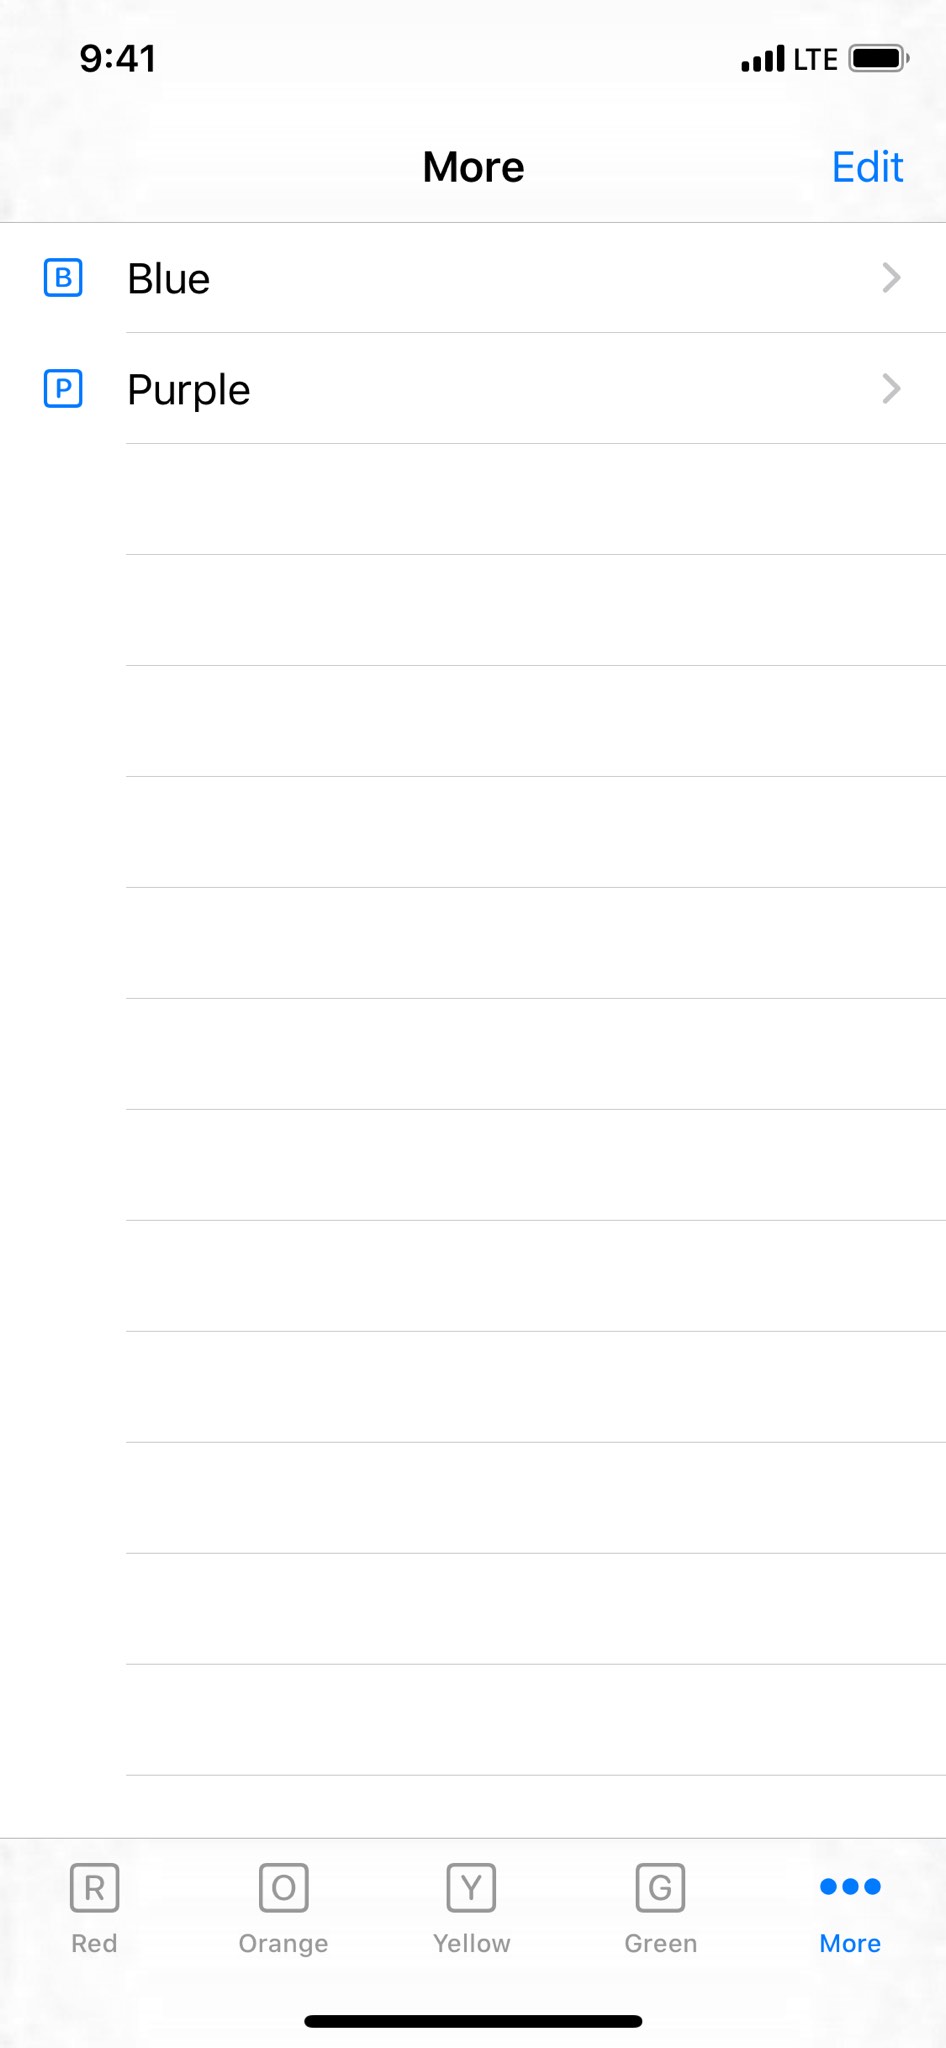 9:41 LTE
More Edit
B Blue
P Purple
R O Y G
Red Orange Yellow Green More